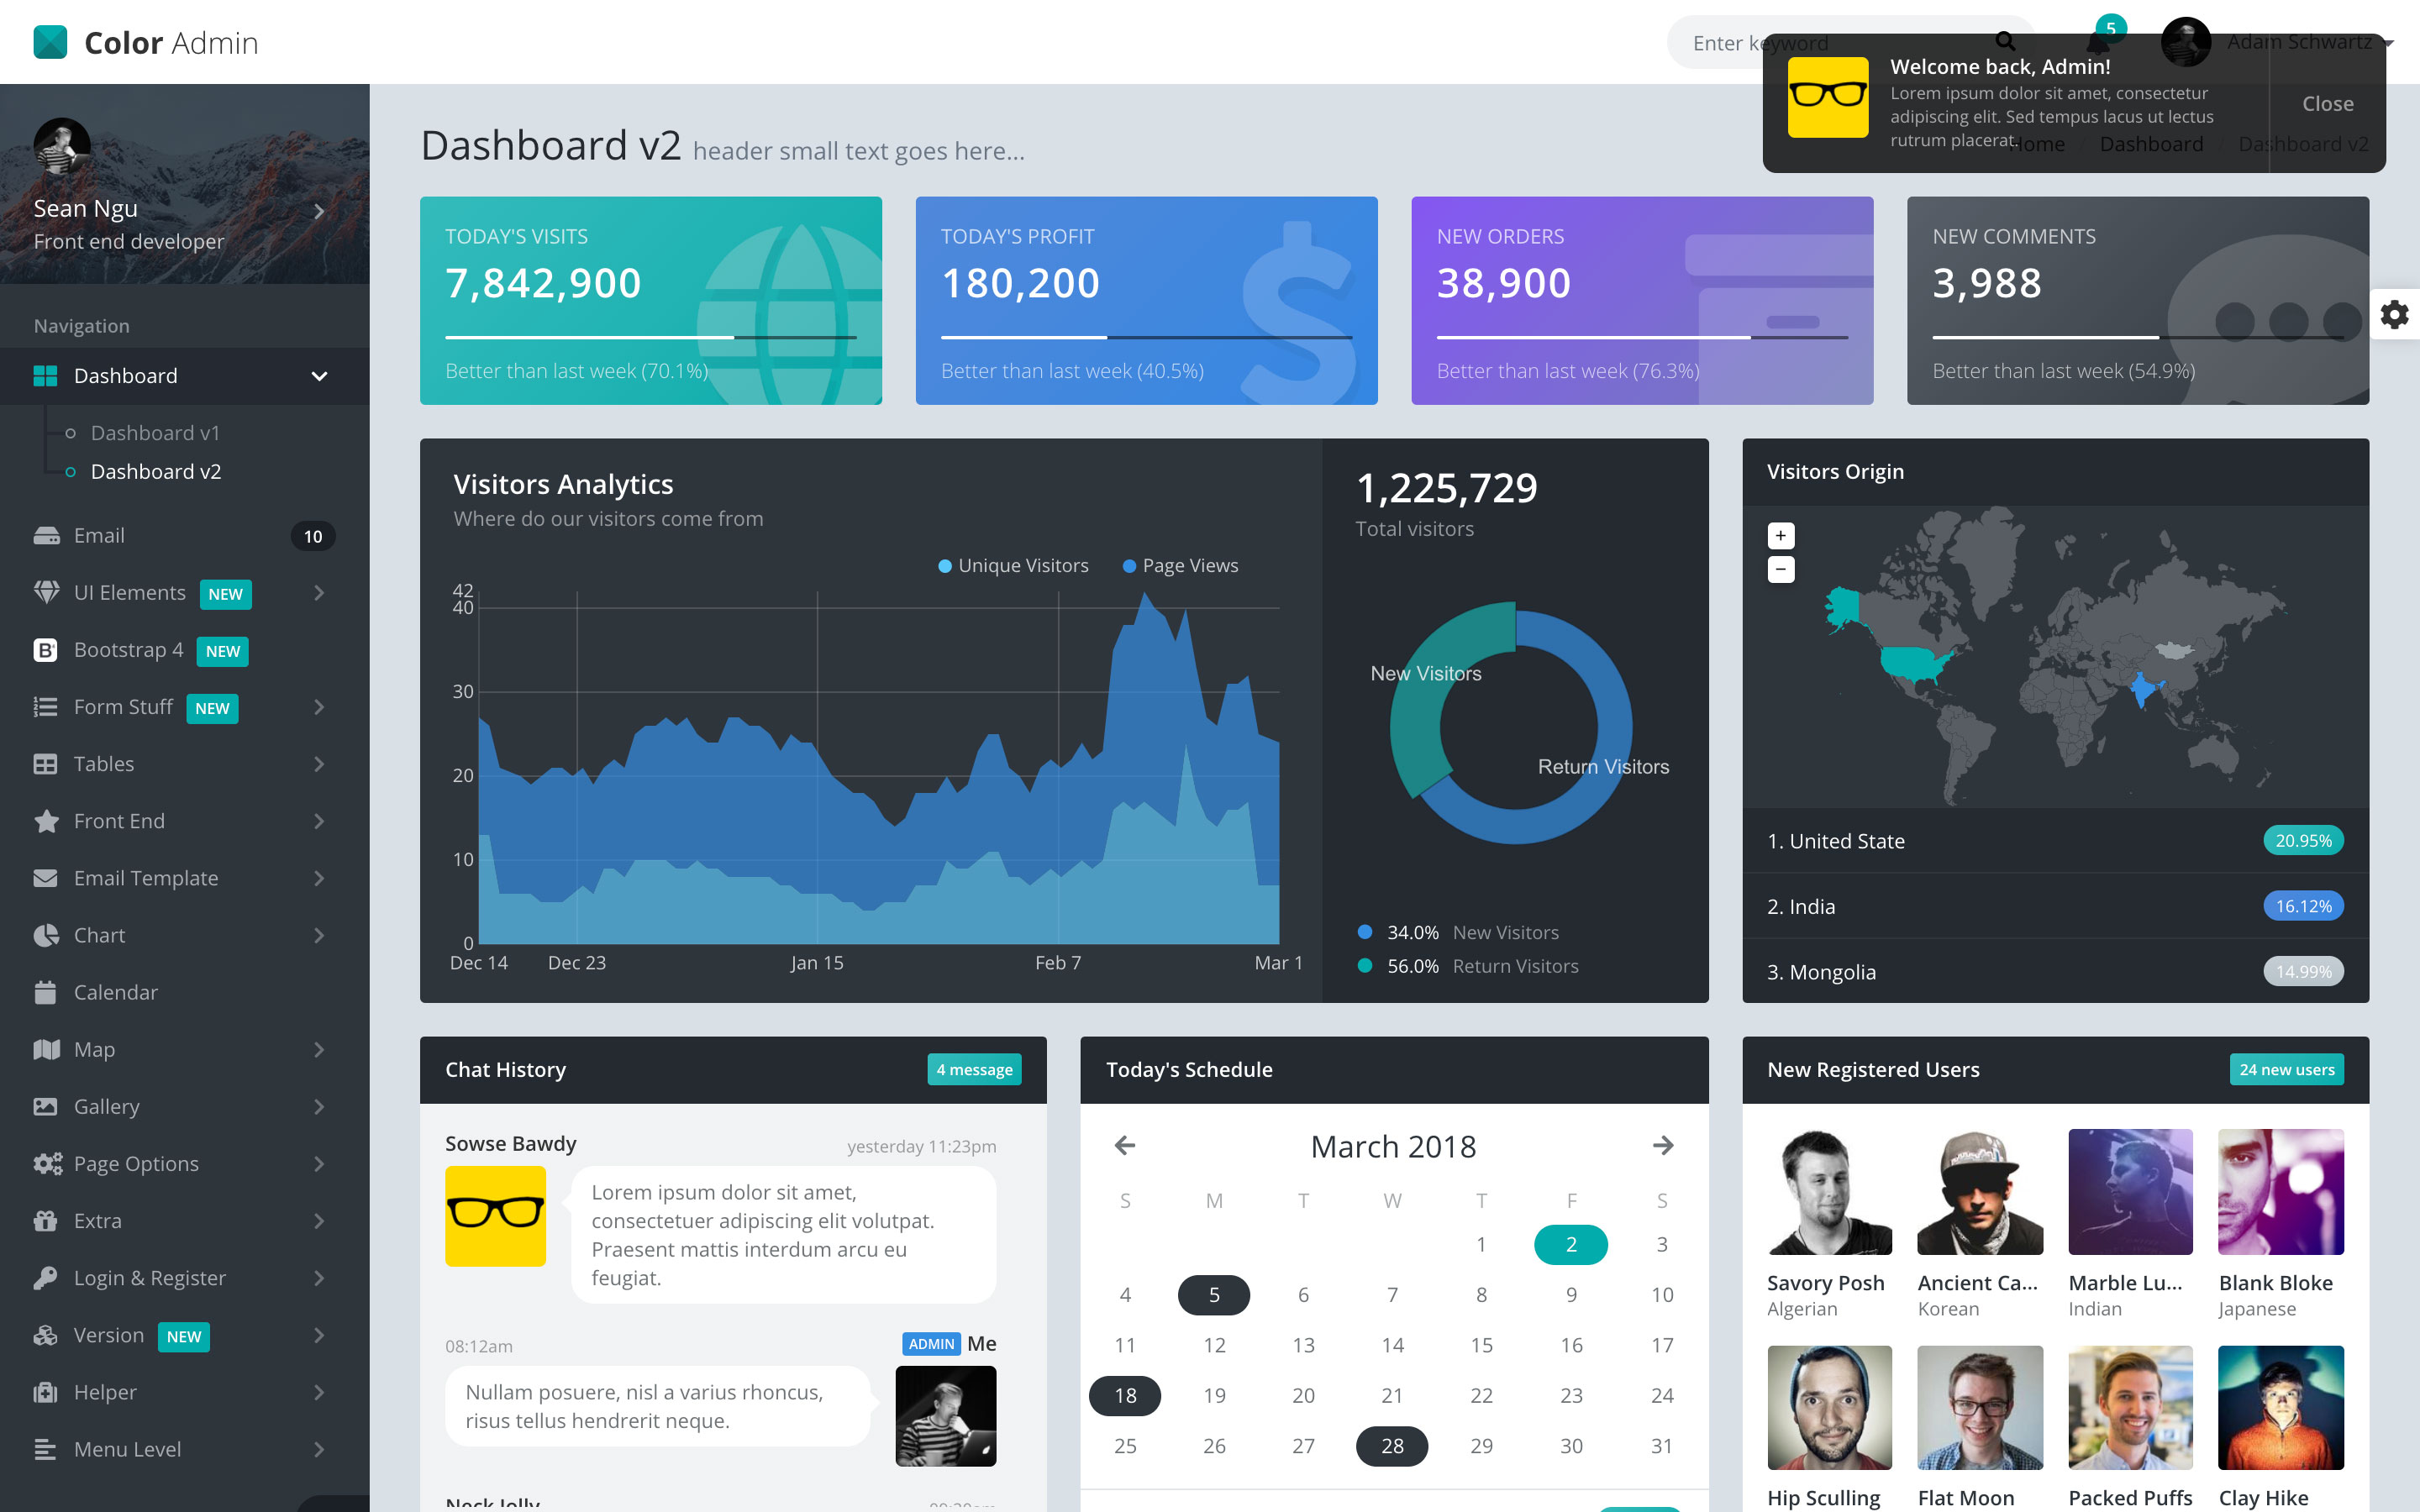 Color Admin
Enter keyword
5
Adam Schwartz
Welcome back, Admin!
Lorem ipsum dolor sit amet, consectetur
adipiscing elit. Sed tempus lacus ut lectus
rutrum placerat.
Close
Home / Dashboard / Dashboard v2
Sean Ngu
Front end developer
Navigation
Dashboard
Dashboard v1
Dashboard v2
Email 10
UI Elements NEW
Bootstrap 4 NEW
Form Stuff NEW
Tables
Front End
Email Template
Chart
Calendar
Map
Gallery
Page Options
Extra
Login & Register
Version NEW
Helper
Menu Level
Dashboard v2 header small text goes here...
TODAY'S VISITS
7,842,900
Better than last week (70.1%)
TODAY'S PROFIT
180,200
Better than last week (40.5%)
NEW ORDERS
38,900
Better than last week (76.3%)
NEW COMMENTS
3,988
Better than last week (54.9%)
Visitors Analytics
Where do our visitors come from
Unique Visitors Page Views
42
40
30
20
10
0
Dec 14 Dec 23 Jan 15 Feb 7 Mar 1
1,225,729
Total visitors
New Visitors
Return Visitors
34.0% New Visitors
56.0% Return Visitors
Visitors Origin
+
−
1. United State 20.95%
2. India 16.12%
3. Mongolia 14.99%
Chat History 4 message
Sowse Bawdy yesterday 11:23pm
Lorem ipsum dolor sit amet,
consectetuer adipiscing elit volutpat.
Praesent mattis interdum arcu eu
feugiat.
08:12am ADMIN Me
Nullam posuere, nisl a varius rhoncus,
risus tellus hendrerit neque.
Neck Jolly
Today's Schedule
March 2018
S M T W T F S
1 2 3
4 5 6 7 8 9 10
11 12 13 14 15 16 17
18 19 20 21 22 23 24
25 26 27 28 29 30 31
New Registered Users 24 new users
Savory Posh
Algerian
Ancient Ca...
Korean
Marble Lu...
Indian
Blank Bloke
Japanese
Hip Sculling
Flat Moon
Packed Puffs
Clay Hike